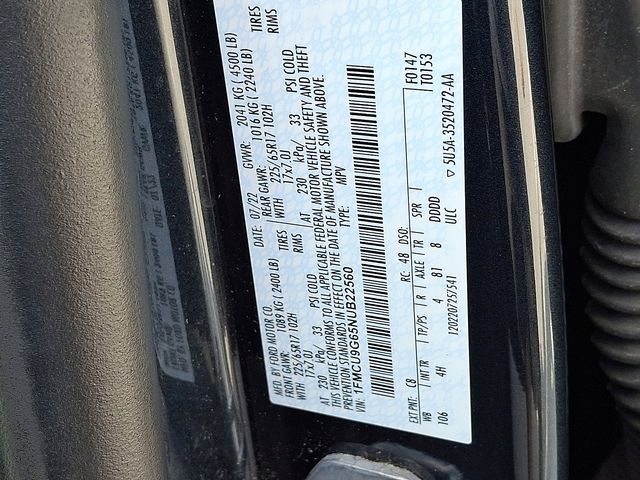 MFD. BY FORD MOTOR CO.
DATE: 07/22 GVWR: 2041 KG ( 4500 LB)
FRONT GAWR: 1089 KG ( 2400 LB) REAR GAWR: 1016 KG ( 2240 LB)
WITH 225/65R17 102H TIRES WITH 225/65R17 102H TIRES
17x7.0J RIMS 17x7.0J RIMS
AT 230 kPa/ 33 PSI COLD AT 230 kPa/ 33 PSI COLD
THIS VEHICLE CONFORMS TO ALL APPLICABLE FEDERAL MOTOR VEHICLE SAFETY AND THEFT
PREVENTION STANDARDS IN EFFECT ON THE DATE OF MANUFACTURE SHOWN ABOVE.
VIN: 1FMCU9G65NUB22560 TYPE: MPV
F0147
T0153
EXT PNT: C8 RC: 48 DSO:
WB INT TR TP/PS R AXLE TR SPR
106 4H 4 81 8 DDDD
1202207257541 ULC
▽ 5U5A-3520472-AA